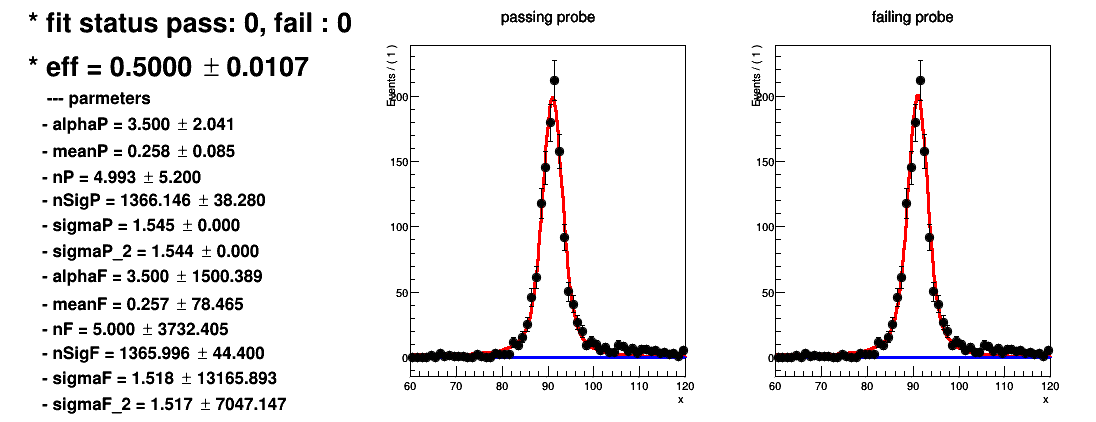 * fit status pass: 0, fail : 0
* eff = 0.5000 ± 0.0107
--- parmeters
- alphaP = 3.500 ± 2.041
- meanP = 0.258 ± 0.085
- nP = 4.993 ± 5.200
- nSigP = 1366.146 ± 38.280
- sigmaP = 1.545 ± 0.000
- sigmaP_2 = 1.544 ± 0.000
- alphaF = 3.500 ± 1500.389
- meanF = 0.257 ± 78.465
- nF = 5.000 ± 3732.405
- nSigF = 1365.996 ± 44.400
- sigmaF = 1.518 ± 13165.893
- sigmaF_2 = 1.517 ± 7047.147
passing probe
Events / ( 1 )
200
150
100
50
0
60 70 80 90 100 110 120
x
failing probe
Events / ( 1 )
200
150
100
50
0
60 70 80 90 100 110 120
x